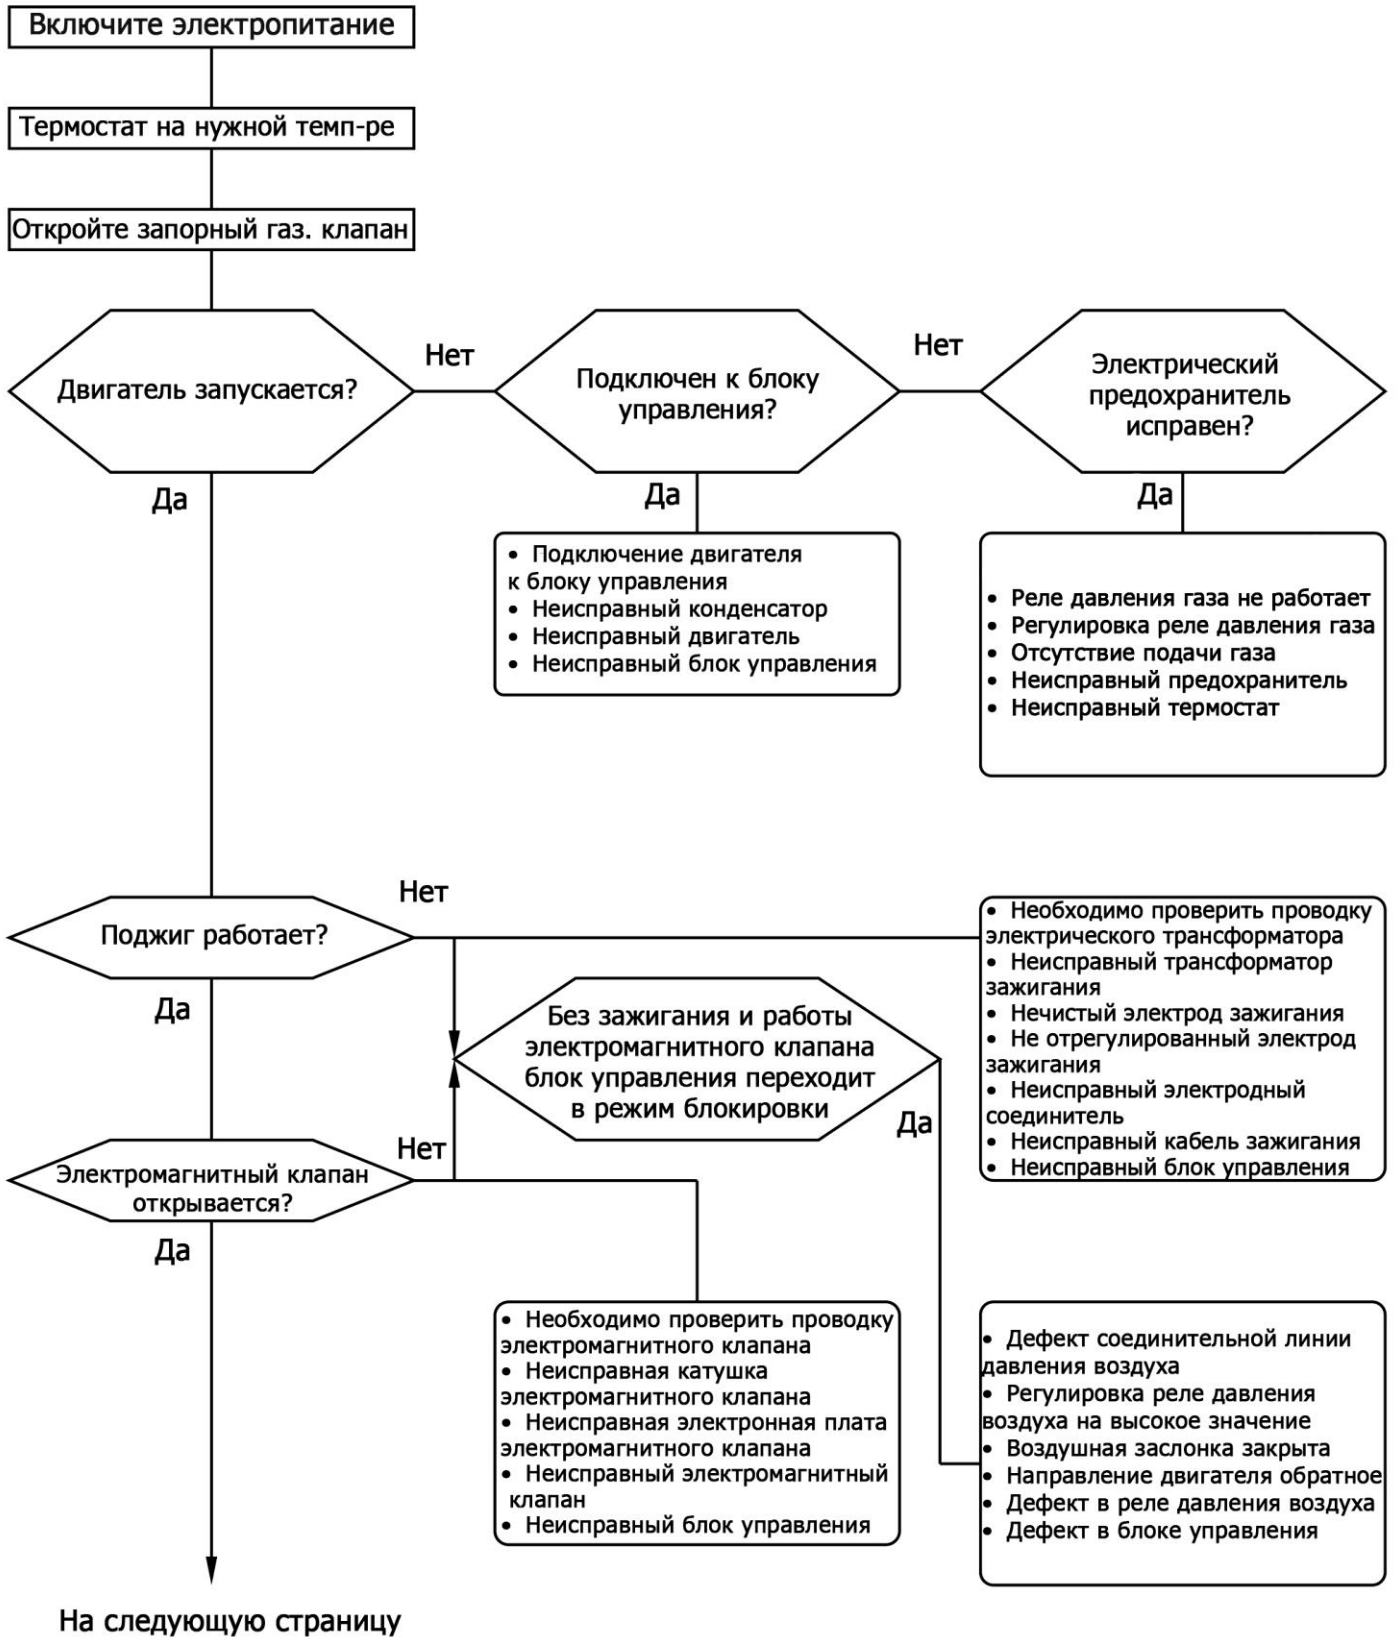 Включите электропитание
Термостат на нужной темп-ре
Откройте запорный газ. клапан
Двигатель запускается?
Нет
Подключен к блоку
управления?
Нет
Электрический
предохранитель
исправен?
Да
Да
Да
• Подключение двигателя
к блоку управления
• Неисправный конденсатор
• Неисправный двигатель
• Неисправный блок управления
• Реле давления газа не работает
• Регулировка реле давления газа
• Отсутствие подачи газа
• Неисправный предохранитель
• Неисправный термостат
Поджиг работает?
Нет
• Необходимо проверить проводку
электрического трансформатора
• Неисправный трансформатор
зажигания
• Нечистый электрод зажигания
• Не отрегулированный электрод
зажигания
• Неисправный электродный
соединитель
• Неисправный кабель зажигания
• Неисправный блок управления
Да
Без зажигания и работы
электромагнитного клапана
блок управления переходит
в режим блокировки
Да
Электромагнитный клапан
открывается?
Нет
Да
• Необходимо проверить проводку
электромагнитного клапана
• Неисправная катушка
электромагнитного клапана
• Неисправная электронная плата
электромагнитного клапана
• Неисправный электромагнитный
клапан
• Неисправный блок управления
• Дефект соединительной линии
давления воздуха
• Регулировка реле давления
воздуха на высокое значение
• Воздушная заслонка закрыта
• Направление двигателя обратное
• Дефект в реле давления воздуха
• Дефект в блоке управления
На следующую страницу